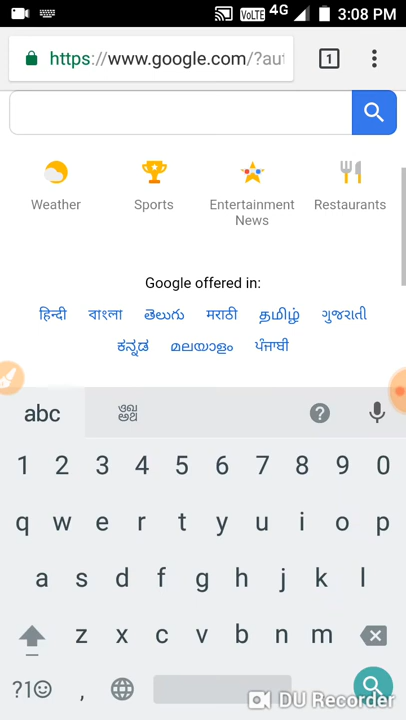 VoLTE 4G 3:08 PM
https://www.google.com/?aut 1
Weather Sports Entertainment News Restaurants
Google offered in:
हिन्दी বাংলা తెలుగు मराठी தமிழ் ગુજરાતી
ಕನ್ನಡ മലയാളം ਪੰਜਾਬੀ
abc
1 2 3 4 5 6 7 8 9 0
q w e r t y u i o p
a s d f g h j k l
z x c v b n m
?1☺ ,
DU Recorder